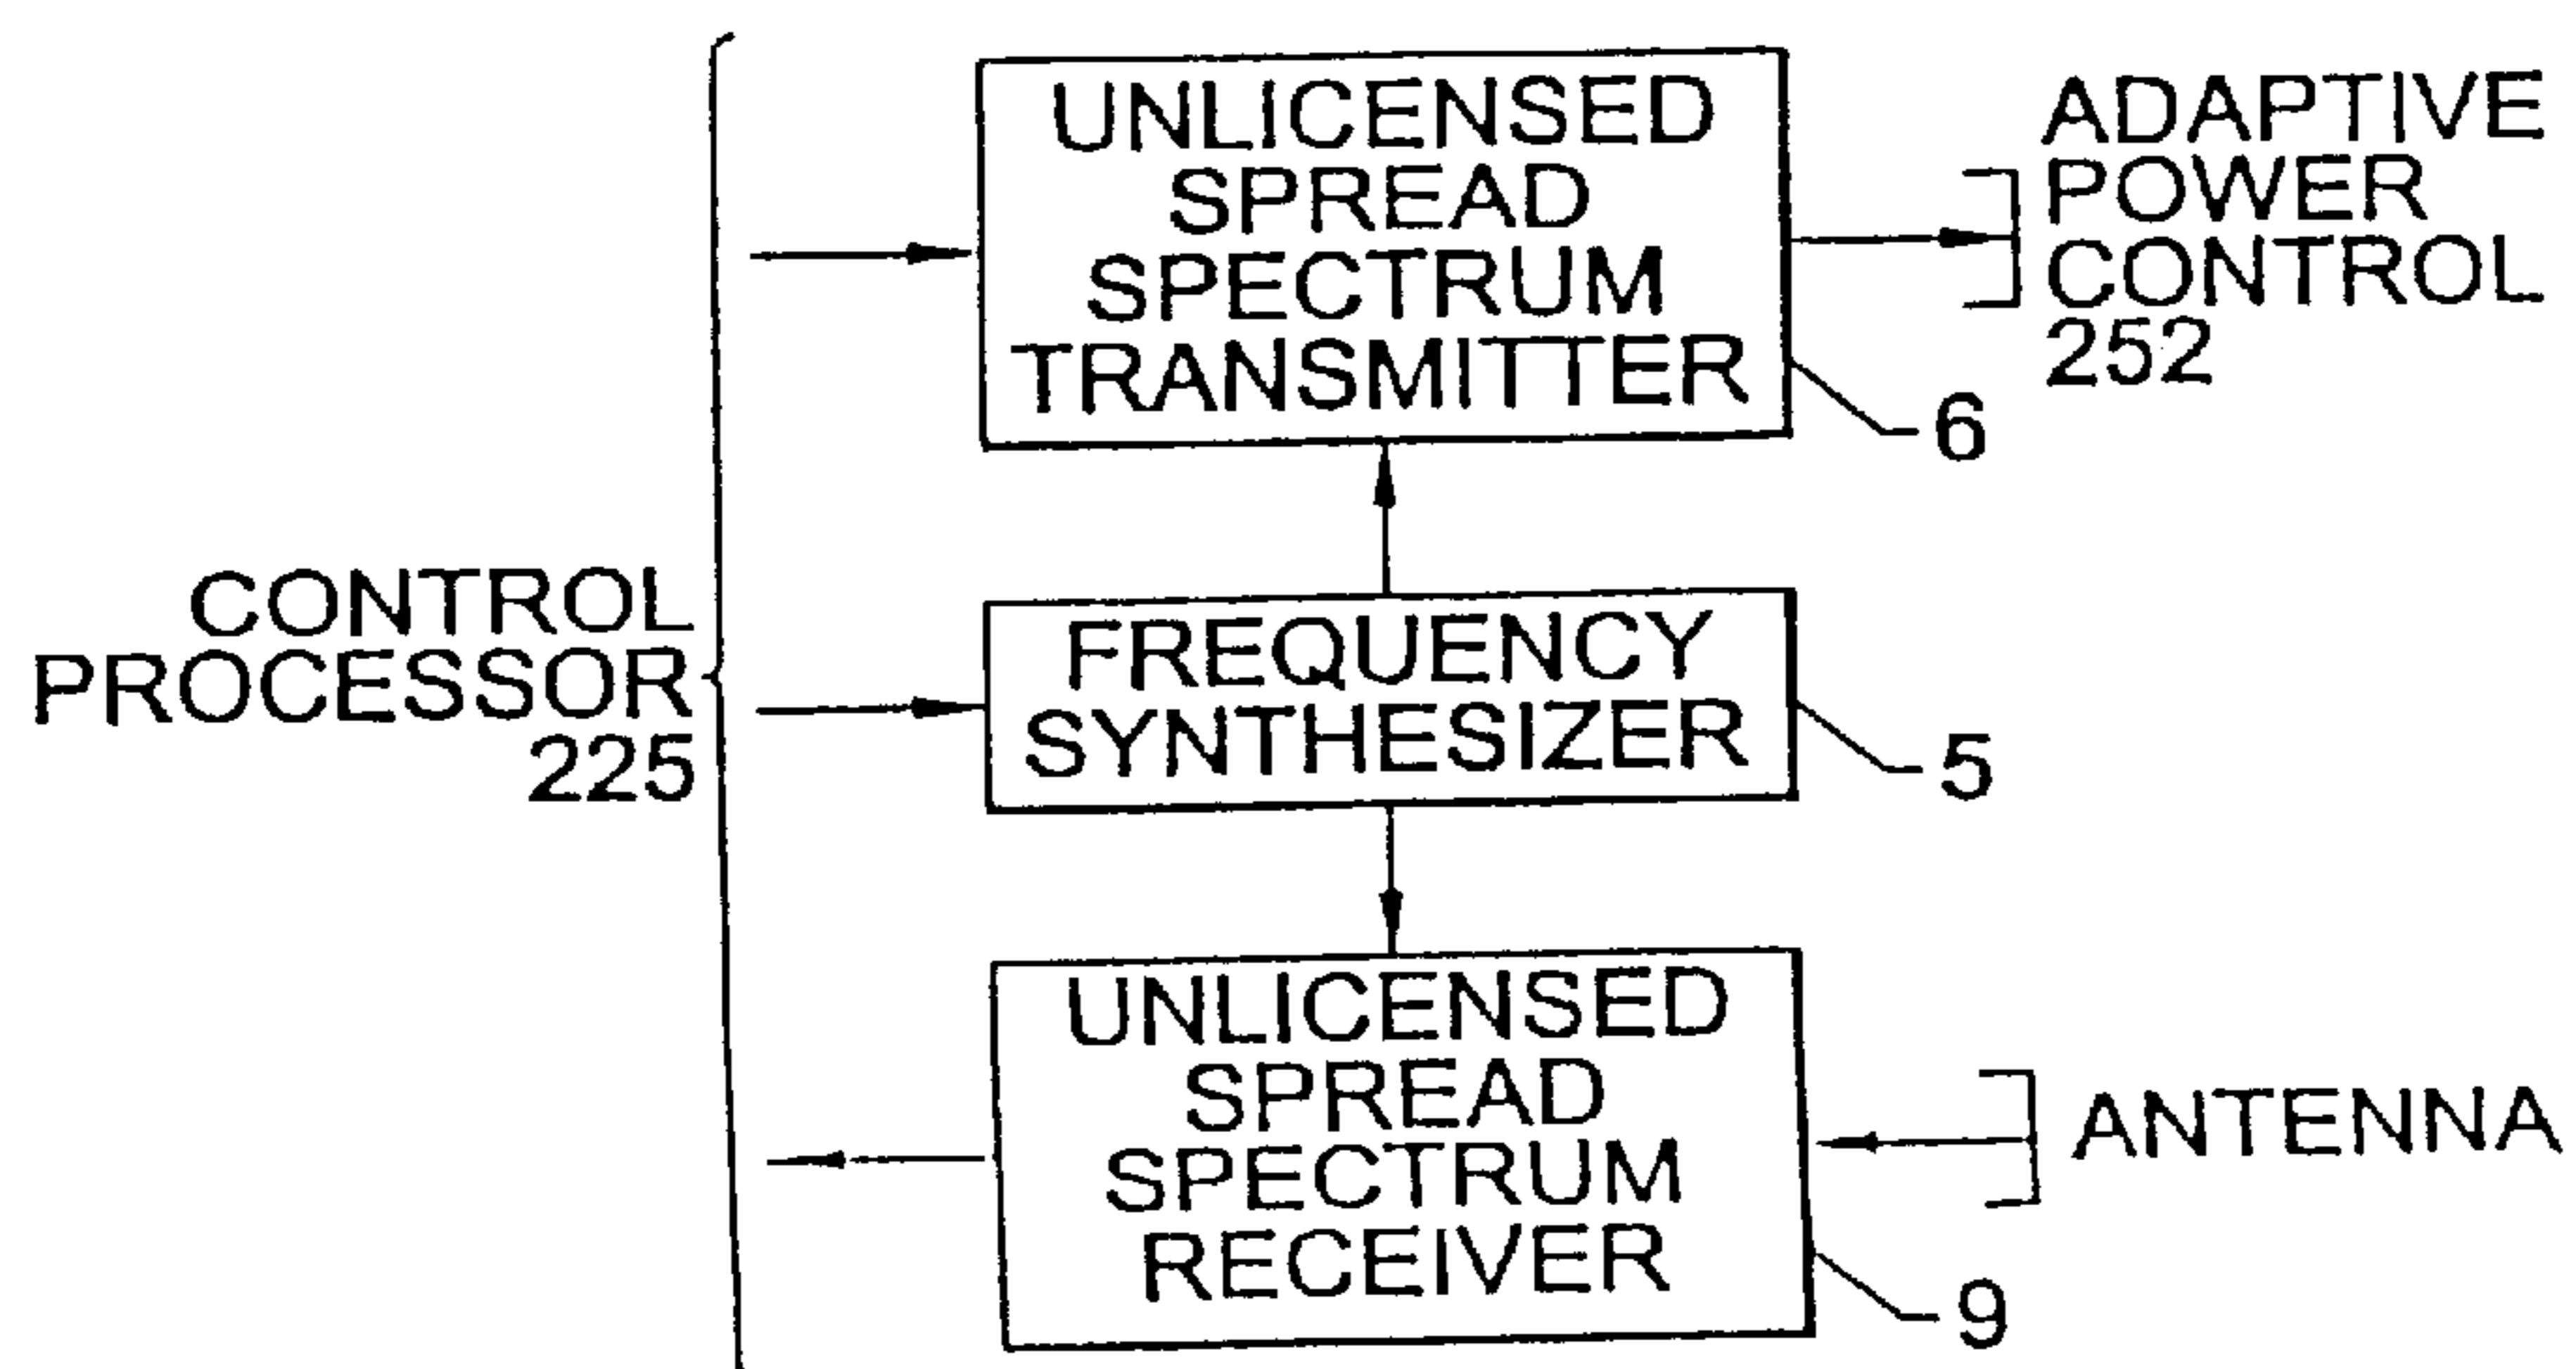 UNLICENSED
SPREAD
SPECTRUM
TRANSMITTER
6
ADAPTIVE
POWER
CONTROL
252
CONTROL
PROCESSOR
225
FREQUENCY
SYNTHESIZER
5
UNLICENSED
SPREAD
SPECTRUM
RECEIVER
9
ANTENNA